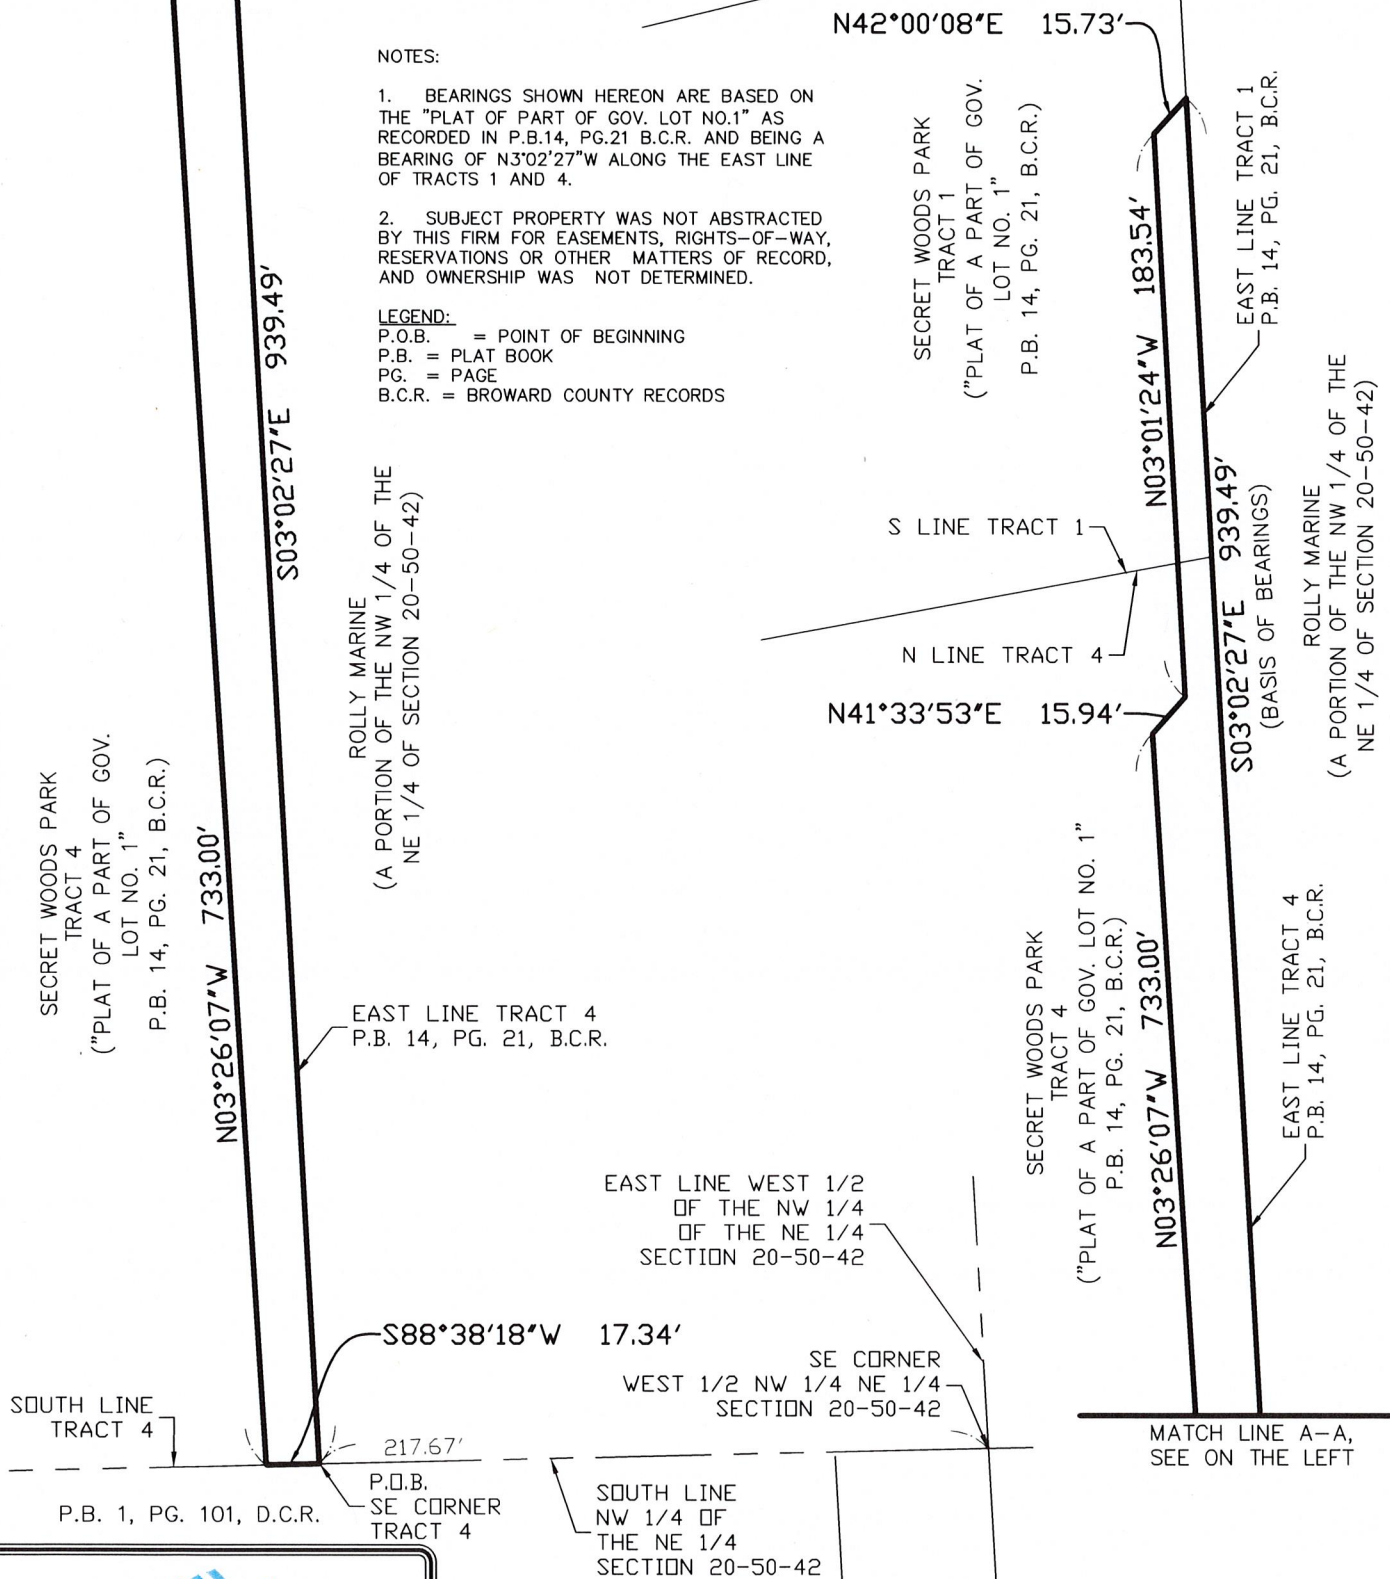 N42°00'08"E 15.73'
NOTES:
1. BEARINGS SHOWN HEREON ARE BASED ON
THE "PLAT OF PART OF GOV. LOT NO.1" AS
RECORDED IN P.B.14, PG.21 B.C.R. AND BEING A
BEARING OF N3°02'27"W ALONG THE EAST LINE
OF TRACTS 1 AND 4.
2. SUBJECT PROPERTY WAS NOT ABSTRACTED
BY THIS FIRM FOR EASEMENTS, RIGHTS-OF-WAY,
RESERVATIONS OR OTHER MATTERS OF RECORD,
AND OWNERSHIP WAS NOT DETERMINED.
LEGEND:
P.O.B. = POINT OF BEGINNING
P.B. = PLAT BOOK
PG. = PAGE
B.C.R. = BROWARD COUNTY RECORDS
S03°02'27"E 939.49'
ROLLY MARINE
(A PORTION OF THE NW 1/4 OF THE
NE 1/4 OF SECTION 20-50-42)
SECRET WOODS PARK
TRACT 4
("PLAT OF A PART OF GOV.
LOT NO. 1"
P.B. 14, PG. 21, B.C.R.)
N03°26'07"W 733.00'
EAST LINE TRACT 4
P.B. 14, PG. 21, B.C.R.
S88°38'18"W 17.34'
SOUTH LINE
TRACT 4
217.67'
P.O.B.
SE CORNER
TRACT 4
P.B. 1, PG. 101, D.C.R.
SOUTH LINE
NW 1/4 OF
THE NE 1/4
SECTION 20-50-42
EAST LINE WEST 1/2
OF THE NW 1/4
OF THE NE 1/4
SECTION 20-50-42
SE CORNER
WEST 1/2 NW 1/4 NE 1/4
SECTION 20-50-42
SECRET WOODS PARK
TRACT 1
("PLAT OF A PART OF GOV.
LOT NO. 1"
P.B. 14, PG. 21, B.C.R.)
N03°01'24"W 183.54'
EAST LINE TRACT 1
P.B. 14, PG. 21, B.C.R.
S LINE TRACT 1
N LINE TRACT 4
N41°33'53"E 15.94'
S03°02'27"E 939.49'
(BASIS OF BEARINGS)
ROLLY MARINE
(A PORTION OF THE NW 1/4 OF THE
NE 1/4 OF SECTION 20-50-42)
SECRET WOODS PARK
TRACT 4
("PLAT OF A PART OF GOV. LOT NO. 1"
P.B. 14, PG. 21, B.C.R.)
N03°26'07"W 733.00'
EAST LINE TRACT 4
P.B. 14, PG. 21, B.C.R.
MATCH LINE A-A,
SEE ON THE LEFT